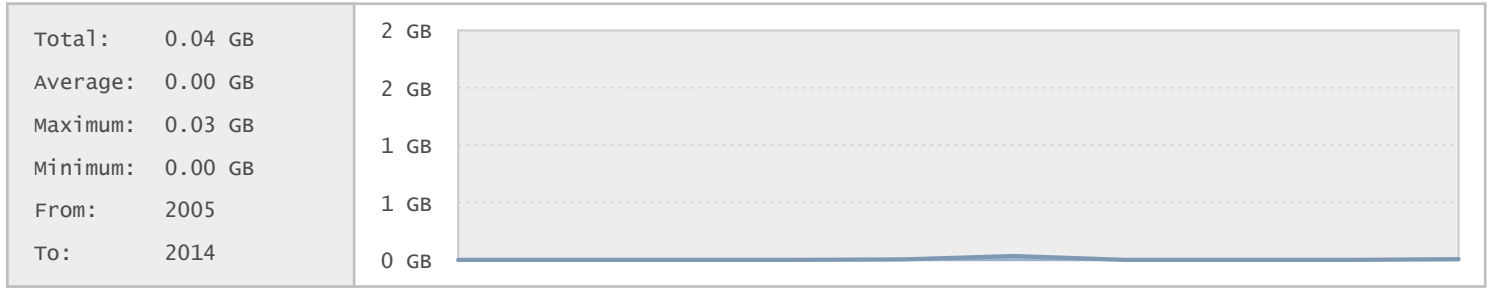 Total: 0.04 GB
Average: 0.00 GB
Maximum: 0.03 GB
Minimum: 0.00 GB
From: 2005
To: 2014
2 GB
2 GB
1 GB
1 GB
0 GB